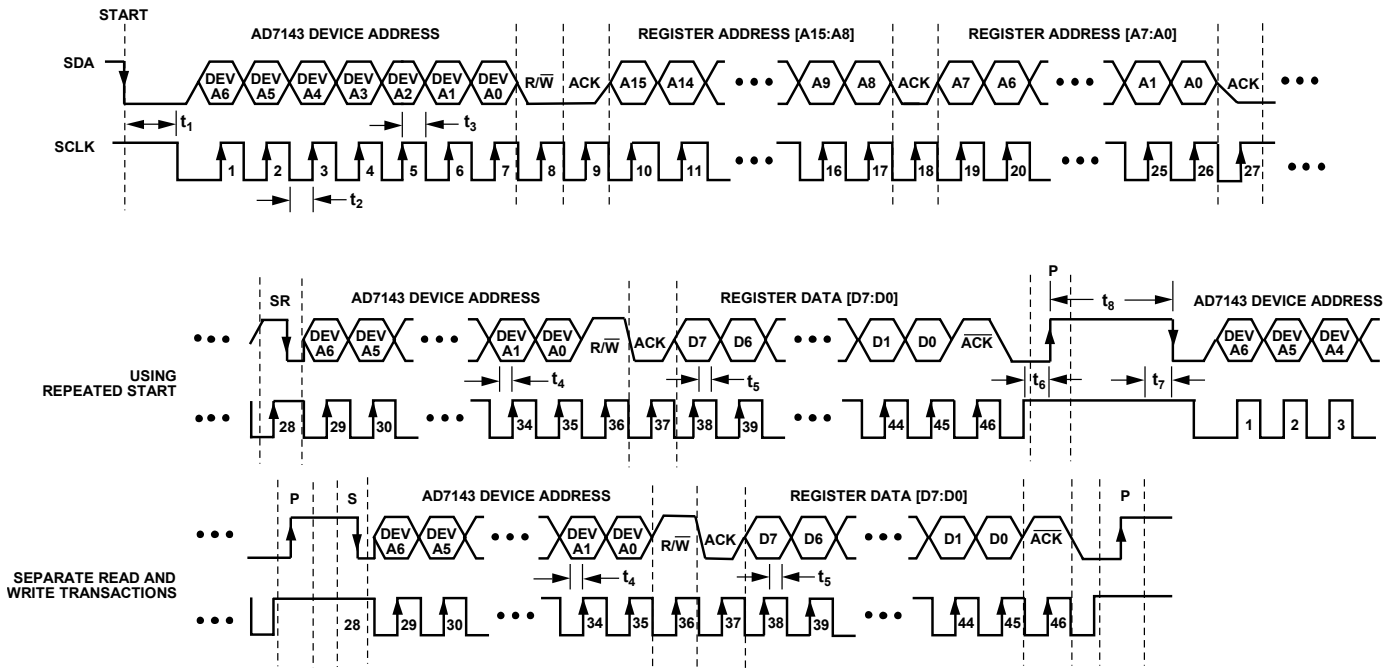 START
AD7143 DEVICE ADDRESS REGISTER ADDRESS [A15:A8] REGISTER ADDRESS [A7:A0]
SDA DEV A6 DEV A5 DEV A4 DEV A3 DEV A2 DEV A1 DEV A0 R/W̅ ACK A15 A14 ••• A9 A8 ACK A7 A6 ••• A1 A0 ACK •••
t1 t3
SCLK 1 2 3 4 5 6 7 8 9 10 11 ••• 16 17 18 19 20 ••• 25 26 27 •••
t2
P
SR AD7143 DEVICE ADDRESS REGISTER DATA [D7:D0] t8 AD7143 DEVICE ADDRESS
••• DEV A6 DEV A5 ••• DEV A1 DEV A0 R/W̅ ACK D7 D6 ••• D1 D0 A̅C̅K̅ DEV A6 DEV A5 DEV A4
USING
REPEATED START
t4 t5 t6 t7
••• 28 29 30 ••• 34 35 36 37 38 39 ••• 44 45 46 1 2 3
P S AD7143 DEVICE ADDRESS REGISTER DATA [D7:D0] P
••• DEV A6 DEV A5 ••• DEV A1 DEV A0 R/W̅ ACK D7 D6 ••• D1 D0 A̅C̅K̅
SEPARATE READ AND
WRITE TRANSACTIONS
t4 t5
••• 28 29 30 ••• 34 35 36 37 38 39 ••• 44 45 46